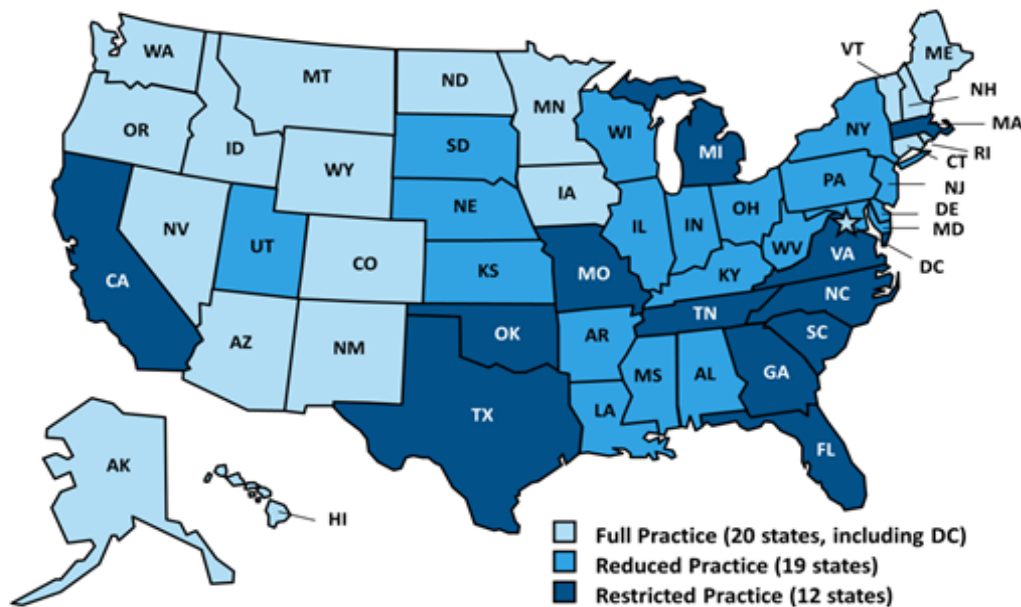 WA
MT
ND
MN
VT
ME
NH
OR
ID
WY
SD
WI
MI
NY
MA
RI
CT
NV
UT
CO
NE
IA
IL
IN
OH
PA
NJ
DE
MD
DC
CA
AZ
NM
KS
MO
KY
WV
VA
OK
AR
TN
NC
SC
TX
LA
MS
AL
GA
FL
AK
HI
Full Practice (20 states, including DC)
Reduced Practice (19 states)
Restricted Practice (12 states)